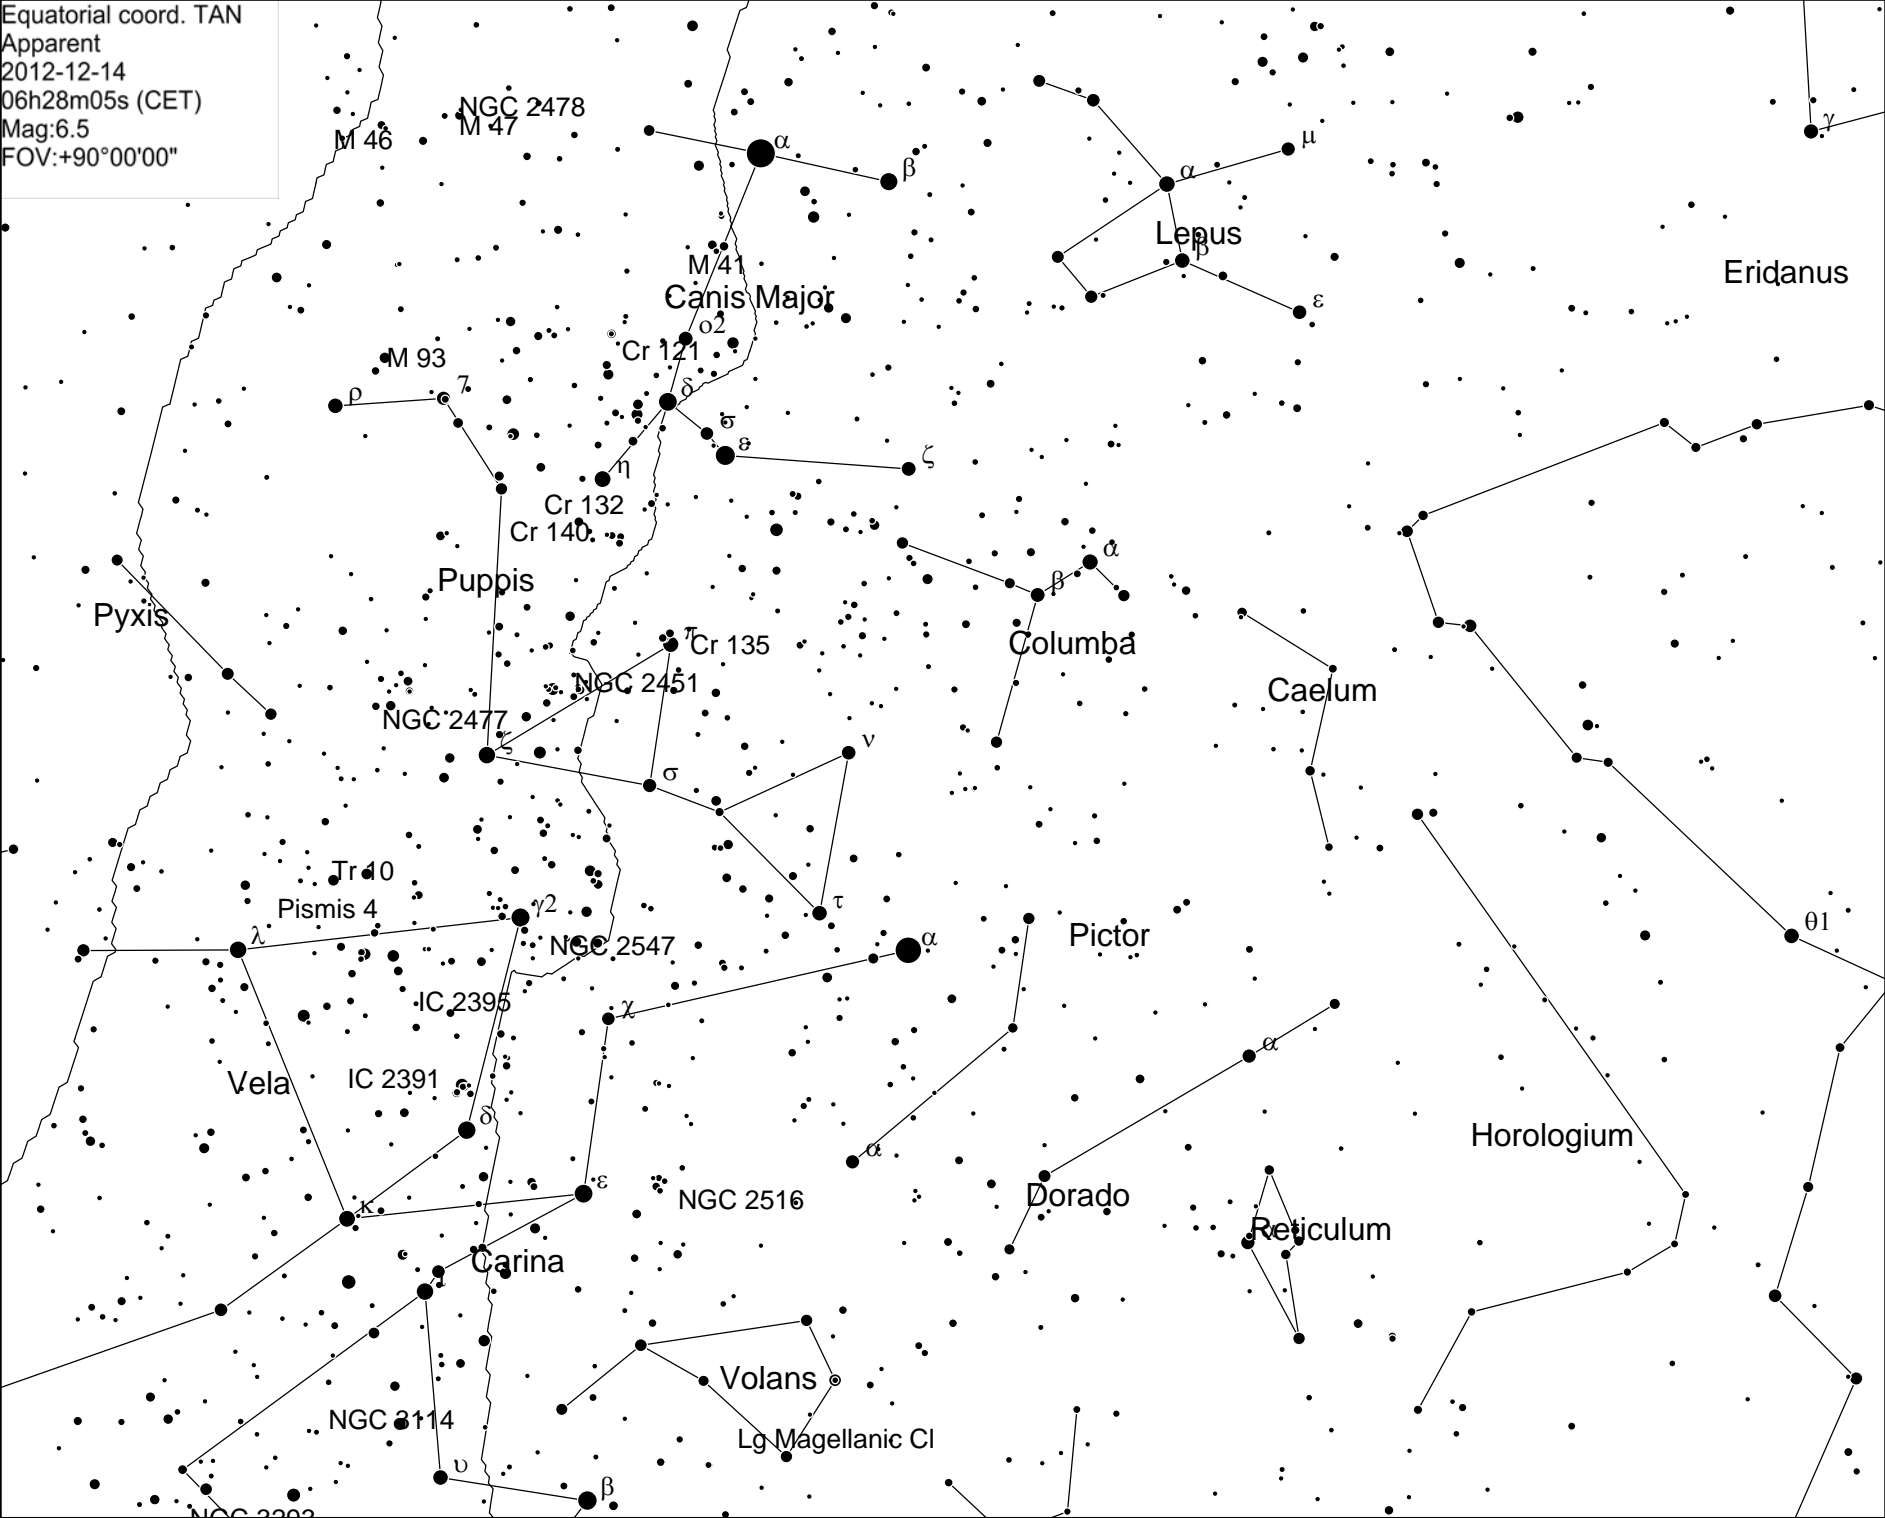 Equatorial coord. TAN
Apparent
2012-12-14
06h28m05s (CET)
Mag:6.5
FOV:+90°00'00"
NGC 2478
M 47
M 46
α
β
μ
α
γ
Lepus
β
M 41
Canis Major
Eridanus
ε
ο2
Cr 121
M 93
ρ
7
δ
σ
ε
ζ
η
Cr 132
Cr 140
α
β
Puppis
Pyxis
π
Cr 135
Columba
NGC 2451
Caelum
NGC 2477
ζ
ν
σ
Tr 10
Pismis 4
γ2
τ
θ1
λ
NGC 2547
α
Pictor
IC 2395
χ
α
Vela
IC 2391
δ
Horologium
α
ε
κ
NGC 2516
Dorado
α
Reticulum
Carina
ι
Volans
NGC 3114
Lg Magellanic Cl
υ
β
NGC 3293